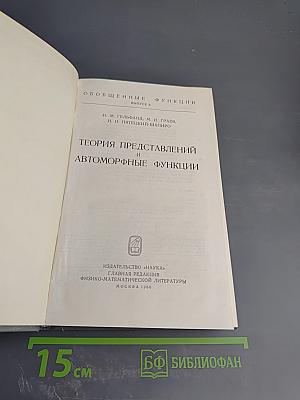 ОБОБЩЕННЫЕ ФУНКЦИИ
ВЫПУСК 6
И. М. ГЕЛЬФАНД, М. И. ГРАЕВ,
И. И. ПЯТЕЦКИЙ-ШАПИРО
ТЕОРИЯ ПРЕДСТАВЛЕНИЙ
И
АВТОМОРФНЫЕ ФУНКЦИИ
ИЗДАТЕЛЬСТВО «НАУКА»
ГЛАВНАЯ РЕДАКЦИЯ
ФИЗИКО-МАТЕМАТИЧЕСКОЙ ЛИТЕРАТУРЫ
МОСКВА 1966
15 см
БФ БИБЛИОФАН